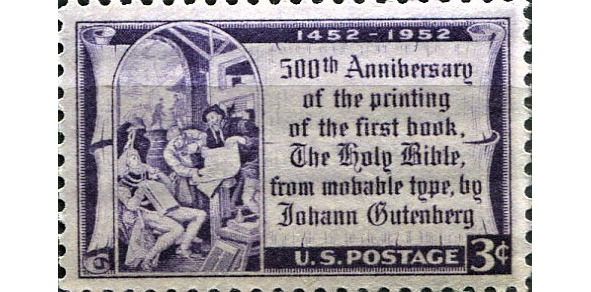 1452-1952
500th Anniversary
of the printing
of the first book,
The Holy Bible,
from movable type, by
Johann Gutenberg
U.S. POSTAGE 3¢